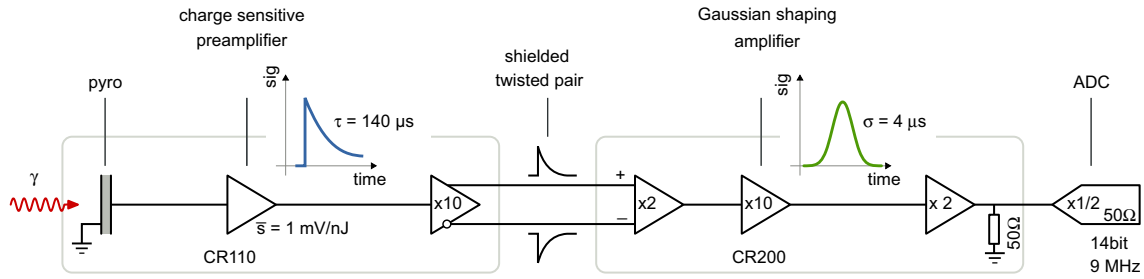 charge sensitive
preamplifier
Gaussian shaping
amplifier
shielded
twisted pair
pyro
ADC
sig
τ = 140 µs
time
sig
σ = 4 µs
time
γ
x10
+
–
x2
x10
x 2
50Ω
x1/2
50Ω
s̅ = 1 mV/nJ
CR110
CR200
14bit
9 MHz